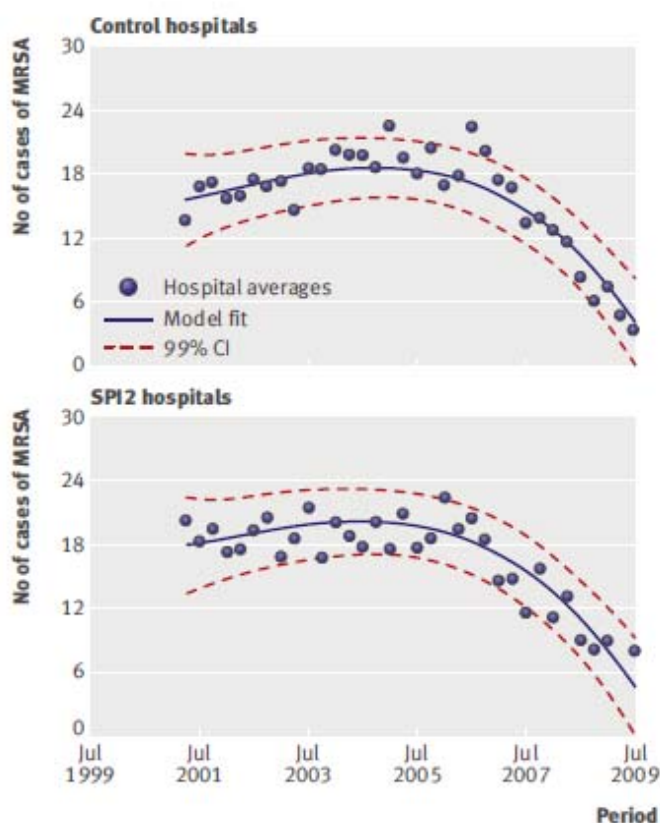 Control hospitals
No of cases of MRSA
30
24
18
12
6
0
Hospital averages
Model fit
99% CI
SPI2 hospitals
No of cases of MRSA
30
24
18
12
6
0
Jul Jul Jul Jul Jul Jul
1999 2001 2003 2005 2007 2009
Period